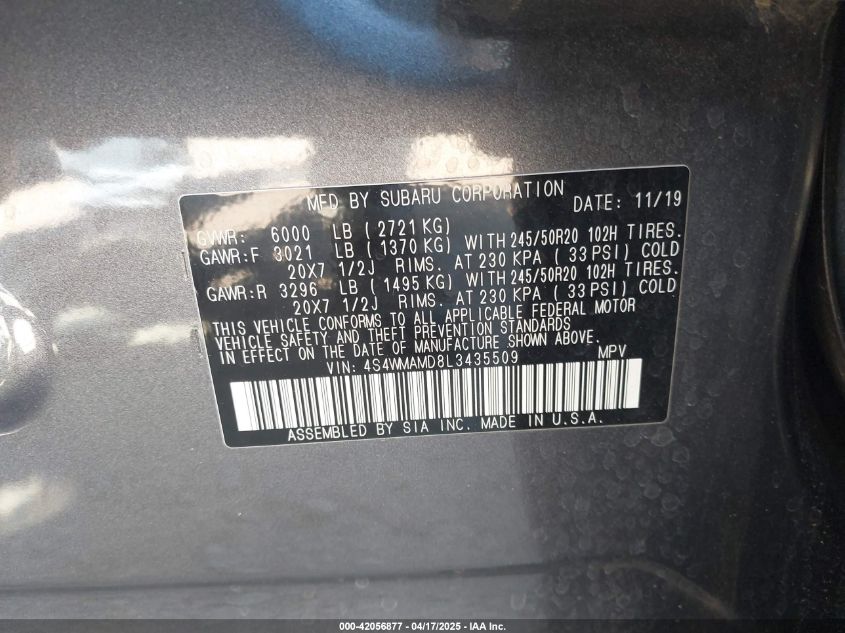 MFD BY SUBARU CORPORATION DATE: 11/19
GVWR: 6000 LB ( 2721 KG)
GAWR:F 3021 LB ( 1370 KG) WITH 245/50R20 102H TIRES.
20X7 1/2J RIMS. AT 230 KPA ( 33 PSI) COLD
GAWR:R 3296 LB ( 1495 KG) WITH 245/50R20 102H TIRES.
20X7 1/2J RIMS. AT 230 KPA ( 33 PSI) COLD
THIS VEHICLE CONFORMS TO ALL APPLICABLE FEDERAL MOTOR
VEHICLE SAFETY AND THEFT PREVENTION STANDARDS
IN EFFECT ON THE DATE OF MANUFACTURE SHOWN ABOVE.
VIN: 4S4WMAMD8L3435509 MPV
ASSEMBLED BY SIA INC. MADE IN U.S.A.
000-42056877 - 04/17/2025 - IAA Inc.